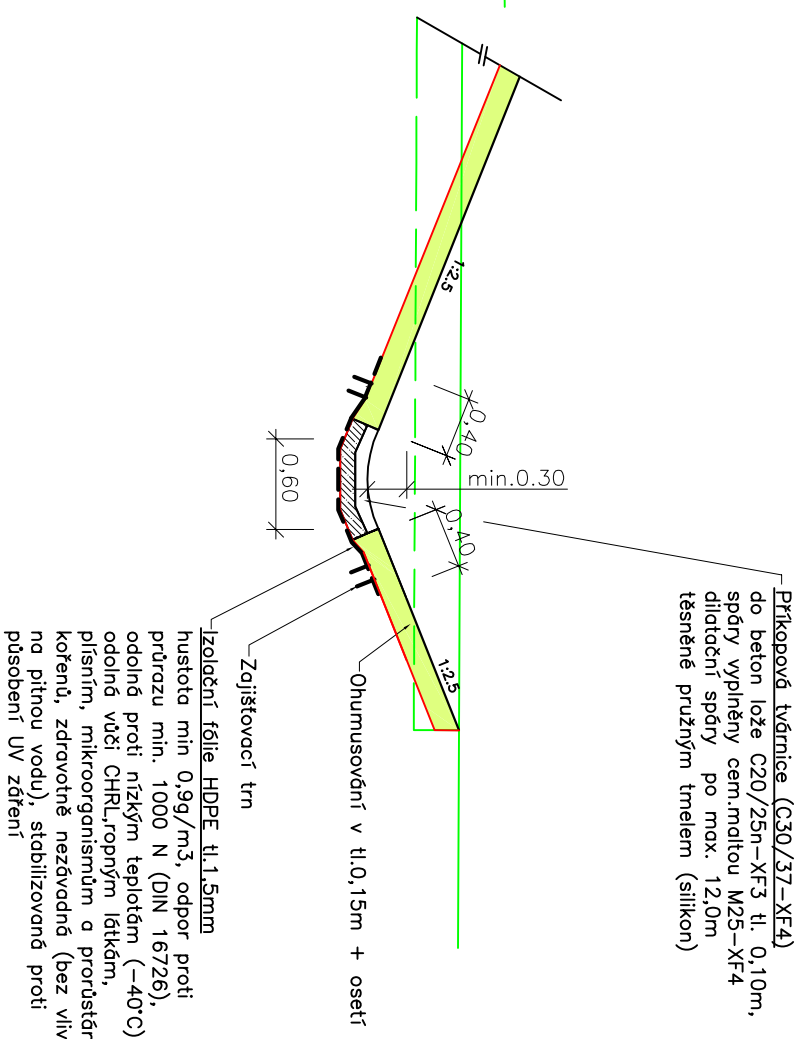 Příkopová tvárnice (C30/37-XF4)
do beton lože C20/25n-XF3 tl. 0,10m,
spáry vyplněny cem.maltou M25-XF4
dilatační spáry po max. 12,0m
těsněné pružným tmelem (silikon)
1:2.5
0,40
min.0.30
0,40
0,60
1:2.5
Ohumusování v tl.0,15m + osetí
Zajišťovací trn
Izolační fólie HDPE tl.1,5mm
hustota min 0,9g/m3, odpor proti
průrazu min. 1000 N (DIN 16726),
odolná proti nízkým teplotám (-40°C)
odolná vůči CHRL,ropným látkám,
plísním, mikroorganismům a prorůstár
kořenů, zdravotně nezávadná (bez vliv
na pitnou vodu), stabilizovaná proti
působení UV záření